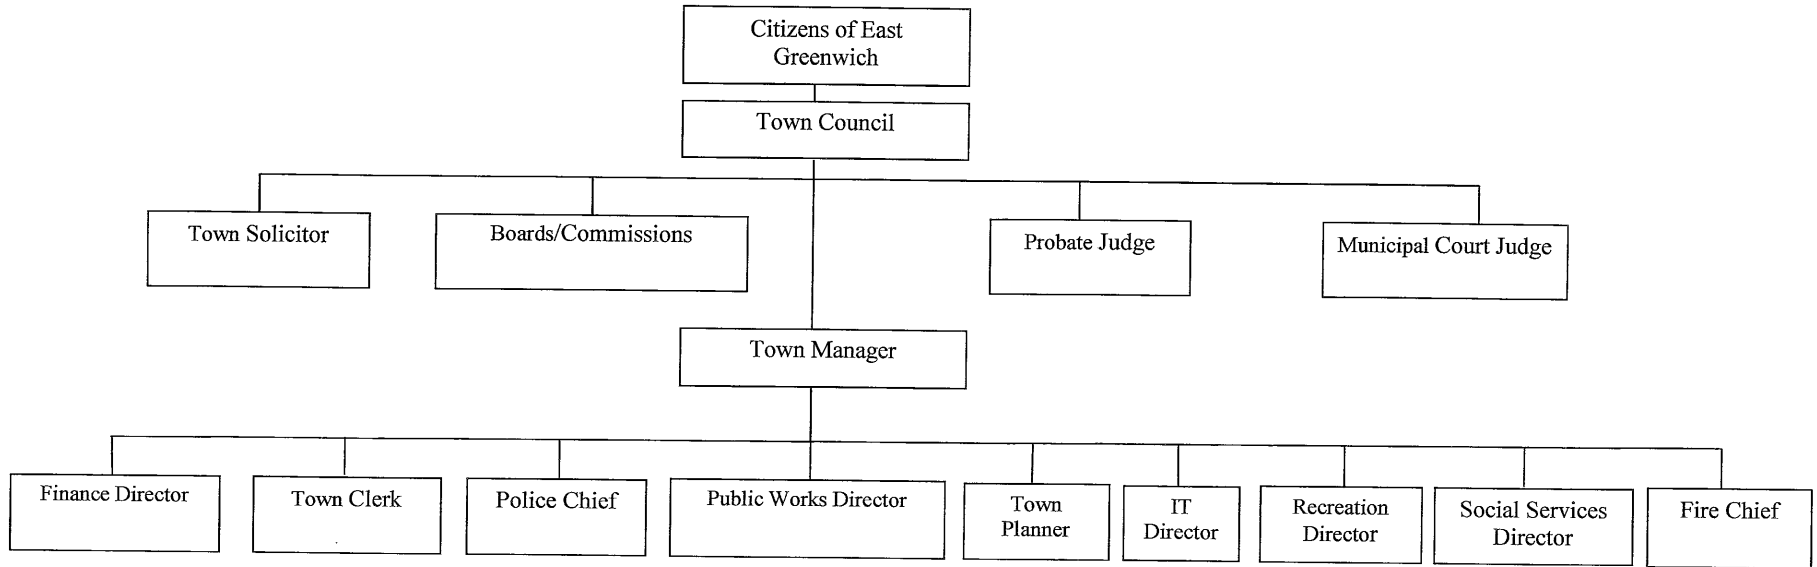 Citizens of East
Greenwich
Town Council
Town Solicitor
Boards/Commissions
Probate Judge
Municipal Court Judge
Town Manager
Finance Director
Town Clerk
Police Chief
Public Works Director
Town
Planner
IT
Director
Recreation
Director
Social Services
Director
Fire Chief